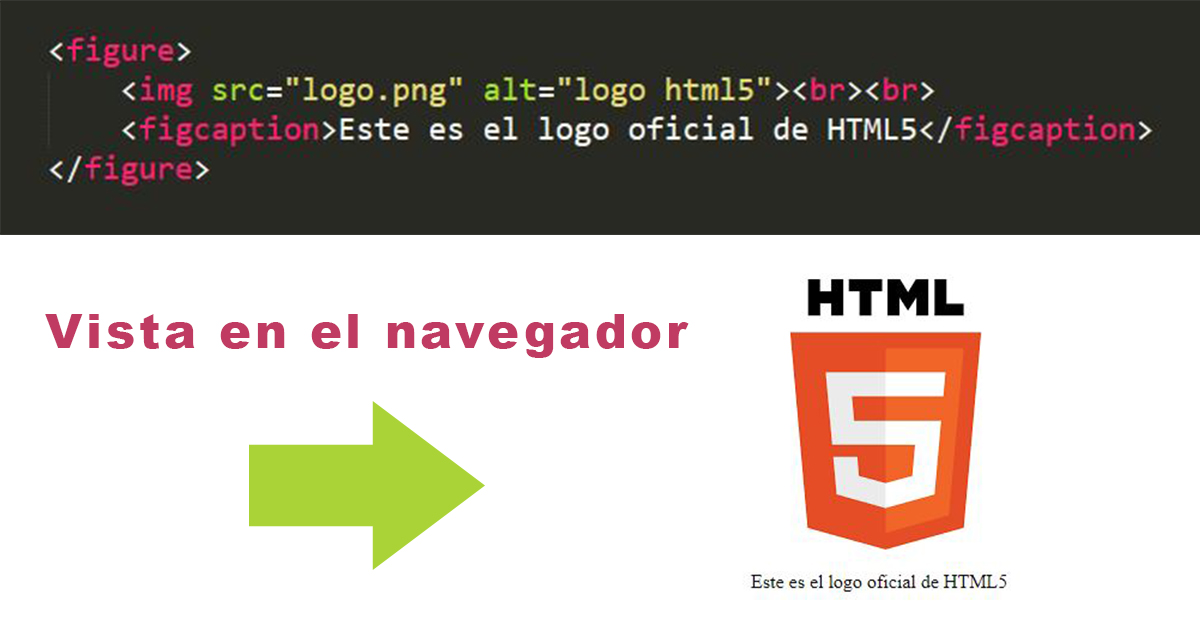 <figure>
<img src="logo.png" alt="logo html5"><br><br>
<figcaption>Este es el logo oficial de HTML5</figcaption>
</figure>
Vista en el navegador
HTML
5
Este es el logo oficial de HTML5